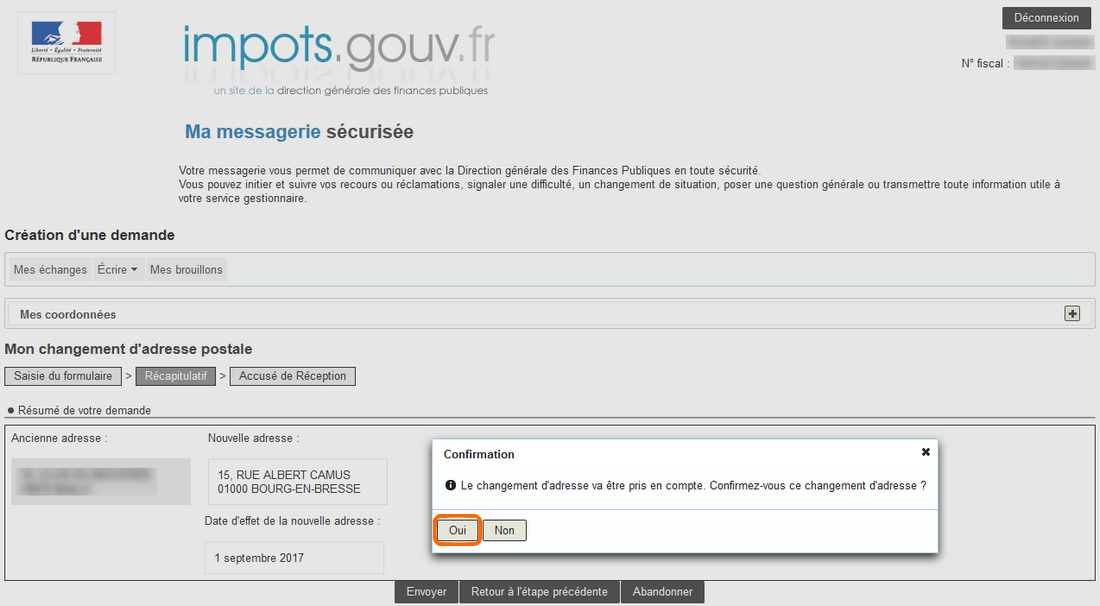 Liberté • Égalité • Fraternité
RÉPUBLIQUE FRANÇAISE
impots.gouv.fr
un site de la direction générale des finances publiques
Déconnexion
N° fiscal :
Ma messagerie sécurisée
Votre messagerie vous permet de communiquer avec la Direction générale des Finances Publiques en toute sécurité.
Vous pouvez initier et suivre vos recours ou réclamations, signaler une difficulté, un changement de situation, poser une question générale ou transmettre toute information utile à
votre service gestionnaire.
Création d'une demande
Mes échanges Écrire Mes brouillons
Mes coordonnées
Mon changement d'adresse postale
Saisie du formulaire > Récapitulatif > Accusé de Réception
Résumé de votre demande
Ancienne adresse :
Nouvelle adresse :
15, RUE ALBERT CAMUS
01000 BOURG-EN-BRESSE
Date d'effet de la nouvelle adresse :
1 septembre 2017
Confirmation
Le changement d'adresse va être pris en compte. Confirmez-vous ce changement d'adresse ?
Oui Non
Envoyer Retour à l'étape précédente Abandonner